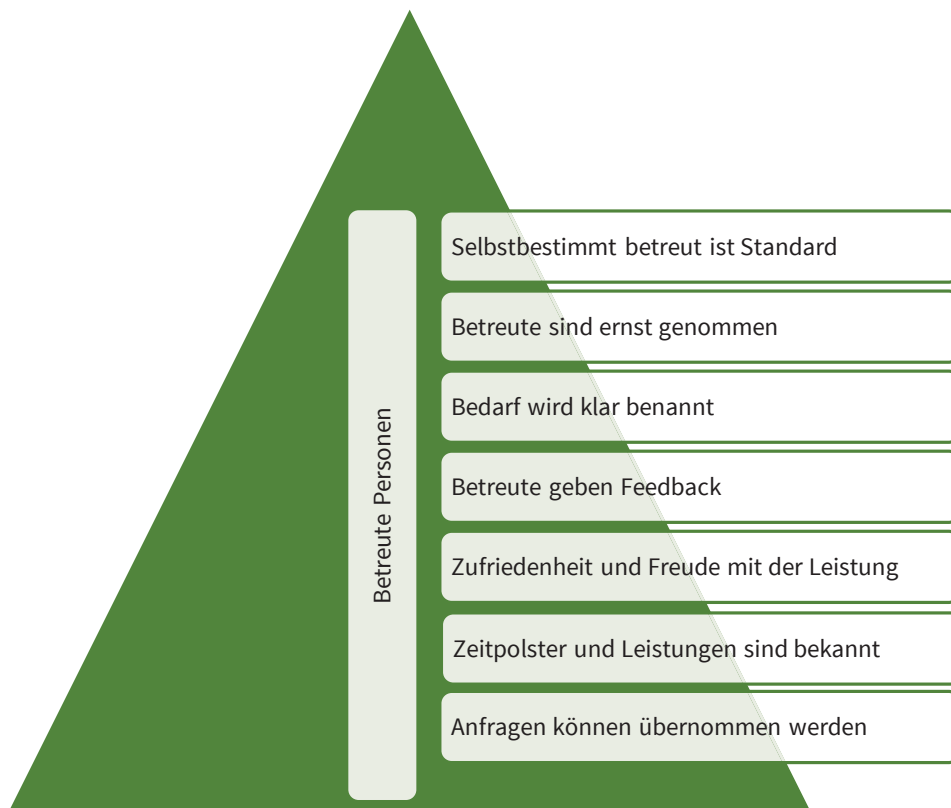 Betreute Personen
Selbstbestimmt betreut ist Standard
Betreute sind ernst genommen
Bedarf wird klar benannt
Betreute geben Feedback
Zufriedenheit und Freude mit der Leistung
Zeitpolster und Leistungen sind bekannt
Anfragen können übernommen werden